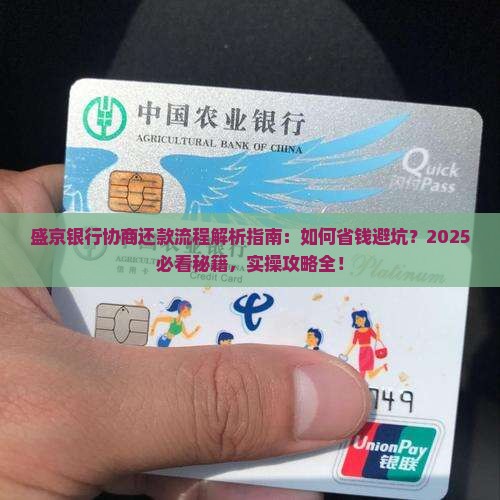 中国农业银行
AGRICULTURAL BANK OF CHINA
Quick
Pass
盛京银行协商还款流程解析指南：如何省钱避坑？2025
必看秘籍，实操攻略全！
Credit Card
Platinum
749
UnionPay
银联